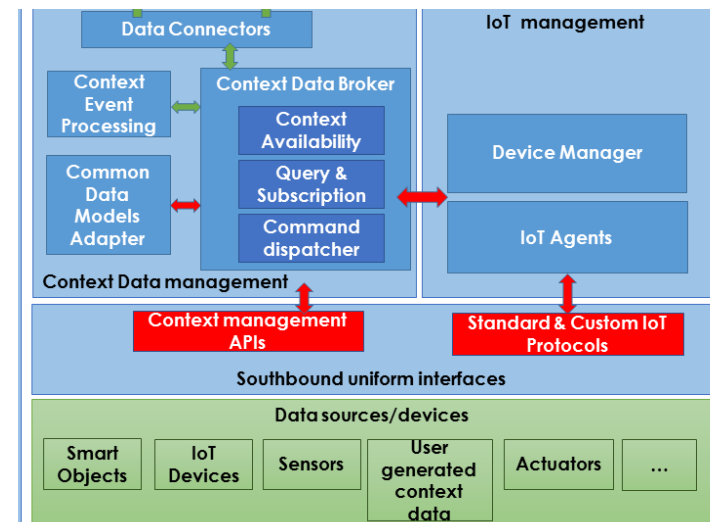 Data Connectors
IoT management
Context
Event
Processing
Context Data Broker
Context
Availability
Query &
Subscription
Command
dispatcher
Common
Data
Models
Adapter
Device Manager
IoT Agents
Context Data management
Context management
APIs
Standard & Custom IoT
Protocols
Southbound uniform interfaces
Data sources/devices
Smart
Objects
IoT
Devices
Sensors
User
generated
context
data
Actuators
...